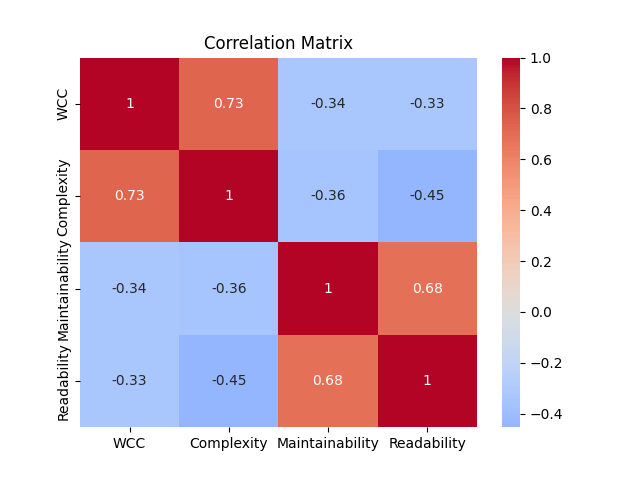 Correlation Matrix
WCC
1
0.73
-0.34
-0.33
Complexity
0.73
1
-0.36
-0.45
Maintainability
-0.34
-0.36
1
0.68
Readability
-0.33
-0.45
0.68
1
WCC
Complexity
Maintainability
Readability
1.0
0.8
0.6
0.4
0.2
0.0
−0.2
−0.4